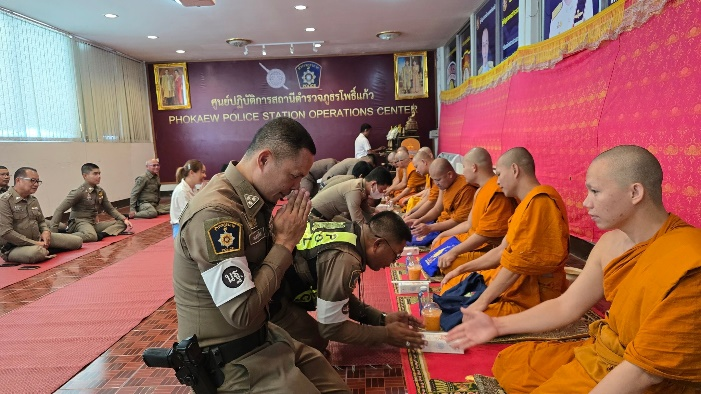 POLICE
ศูนย์ปฏิบัติการสถานีตำรวจภูธรโพธิ์แก้ว
PHOKAEW POLICE STATION OPERATIONS CENTER